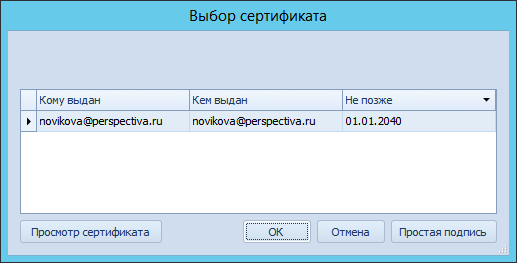 Выбор сертификата
Кому выдан Кем выдан Не позже
novikova@perspectiva.ru novikova@perspectiva.ru 01.01.2040
Просмотр сертификата ОК Отмена Простая подпись